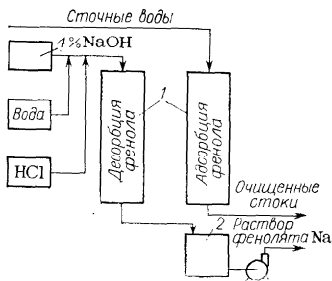 Сточные воды
1%NaOH
Вода
HCl
Десорбция
фенола
1
Адсорбция
фенола
Очищенные
стоки
2 Раствор
фенолята Na